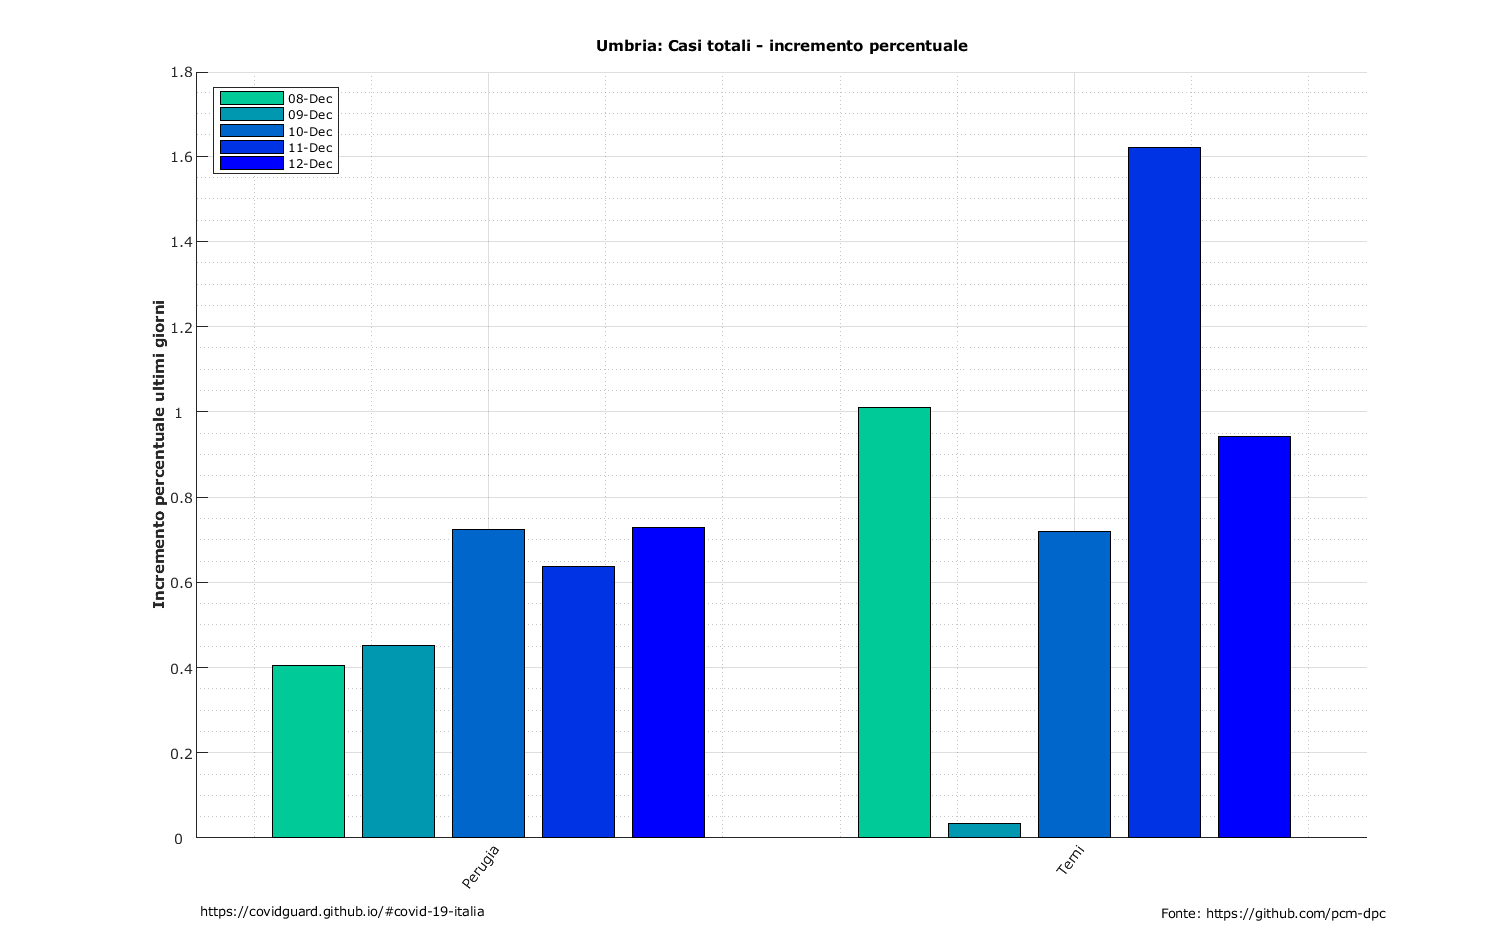 Umbria: Casi totali - incremento percentuale
1.8
1.6
1.4
1.2
1
0.8
0.6
0.4
0.2
0
Incremento percentuale ultimi giorni
08-Dec
09-Dec
10-Dec
11-Dec
12-Dec
Perugia
Terni
https://covidguard.github.io/#covid-19-italia
Fonte: https://github.com/pcm-dpc